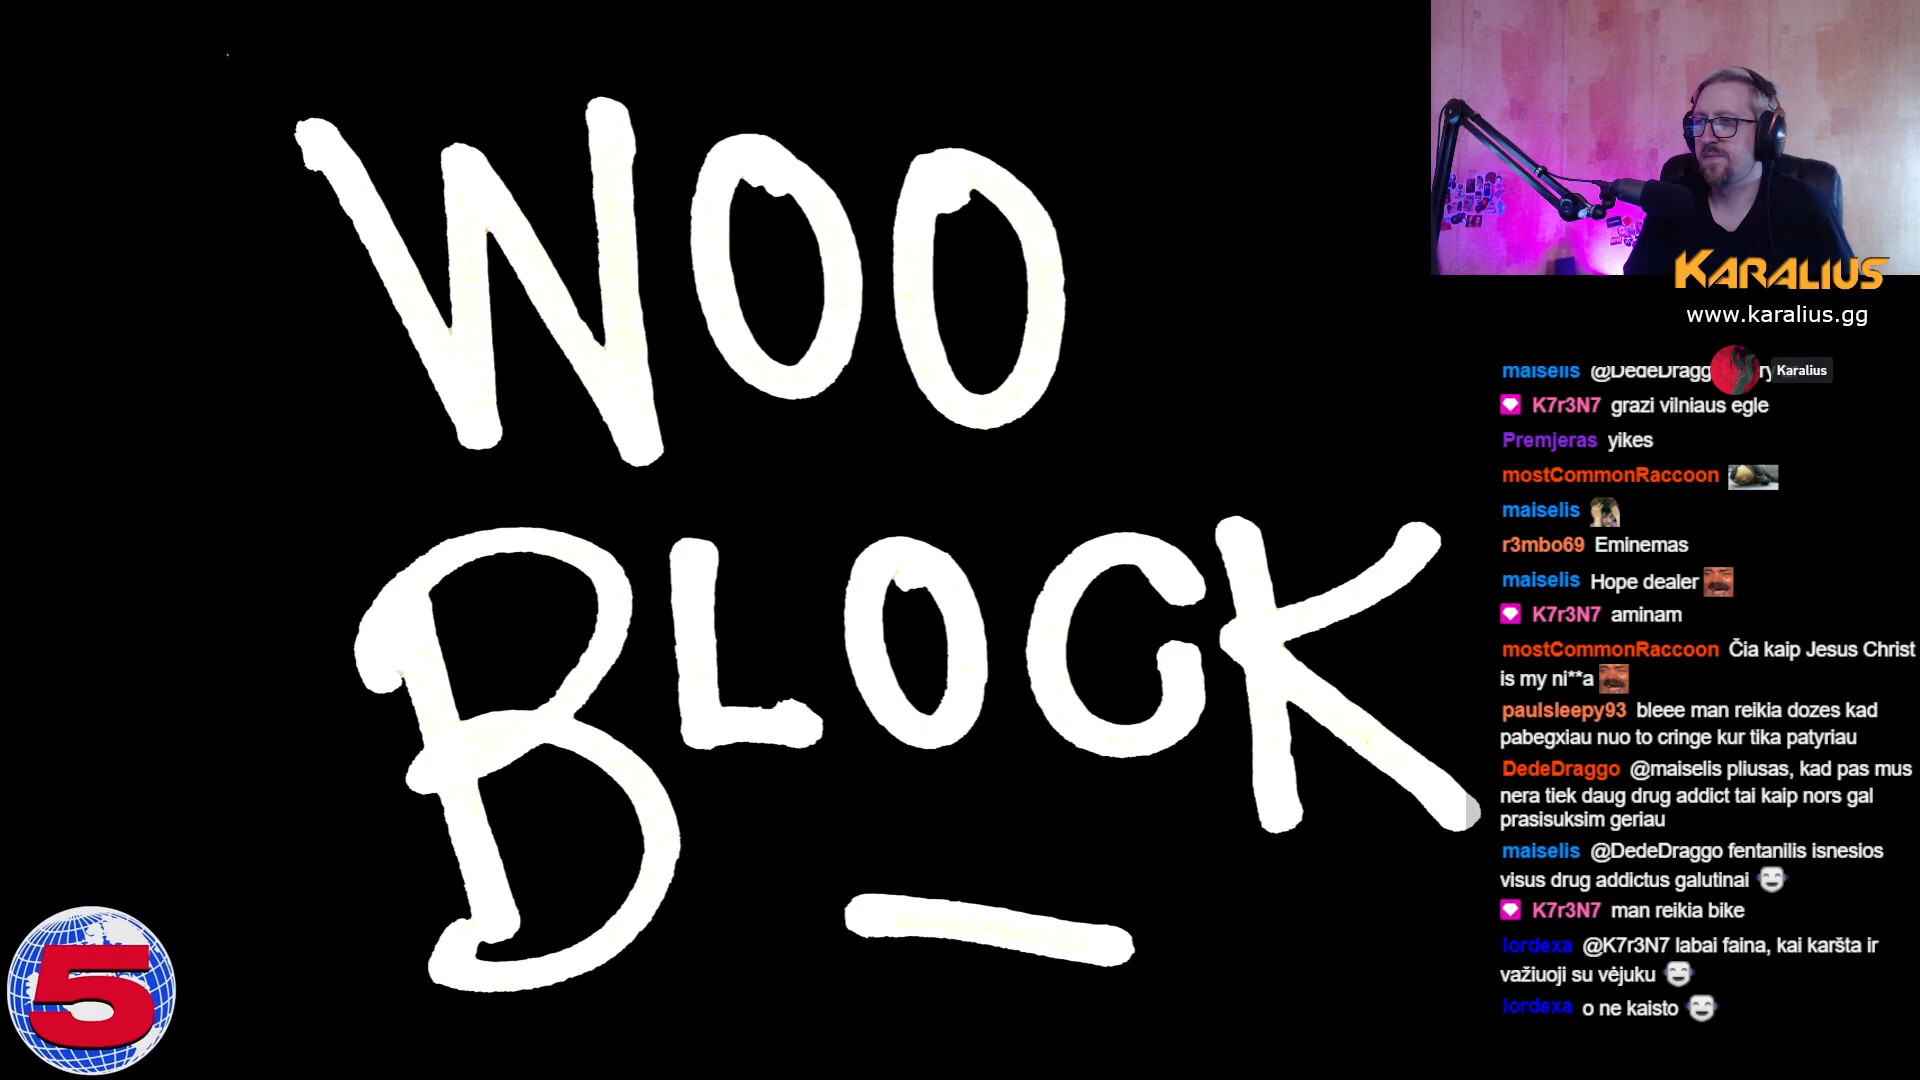 WOO
BLOCK
KARALIUS
www.karalius.gg
Karalius
maiselis @DedeDragg
K7r3N7 grazi vilniaus egle
Premjeras yikes
mostCommonRaccoon
maiselis
r3mbo69 Eminemas
maiselis Hope dealer
K7r3N7 aminam
mostCommonRaccoon Čia kaip Jesus Christ
is my ni**a
paulsleepy93 bleee man reikia dozes kad
pabegxiau nuo to cringe kur tika patyriau
DedeDraggo @maiselis pliusas, kad pas mus
nera tiek daug drug addict tai kaip nors gal
prasisuksim geriau
maiselis @DedeDraggo fentanilis isnesios
visus drug addictus galutinai
K7r3N7 man reikia bike
lordexa @K7r3N7 labai faina, kai karšta ir
važiuoji su vėjuku
lordexa o ne kaisto
5